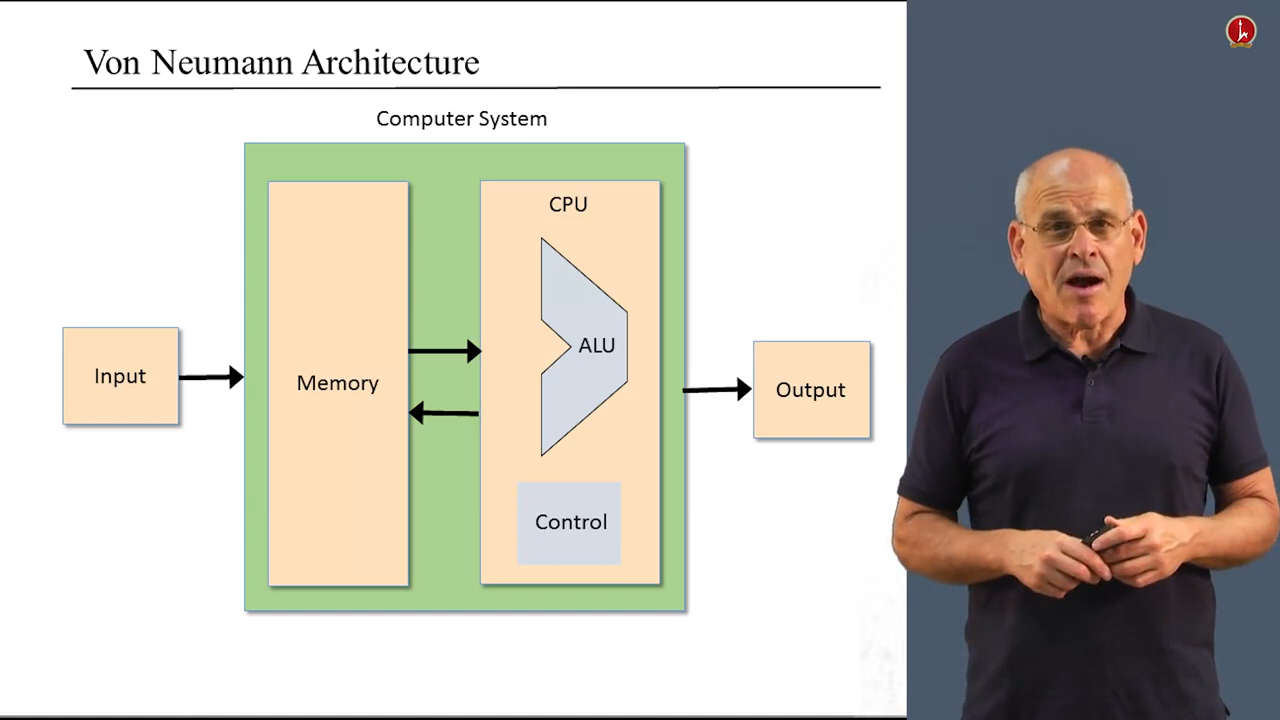 Von Neumann Architecture
Computer System
CPU
ALU
Input
Memory
Output
Control